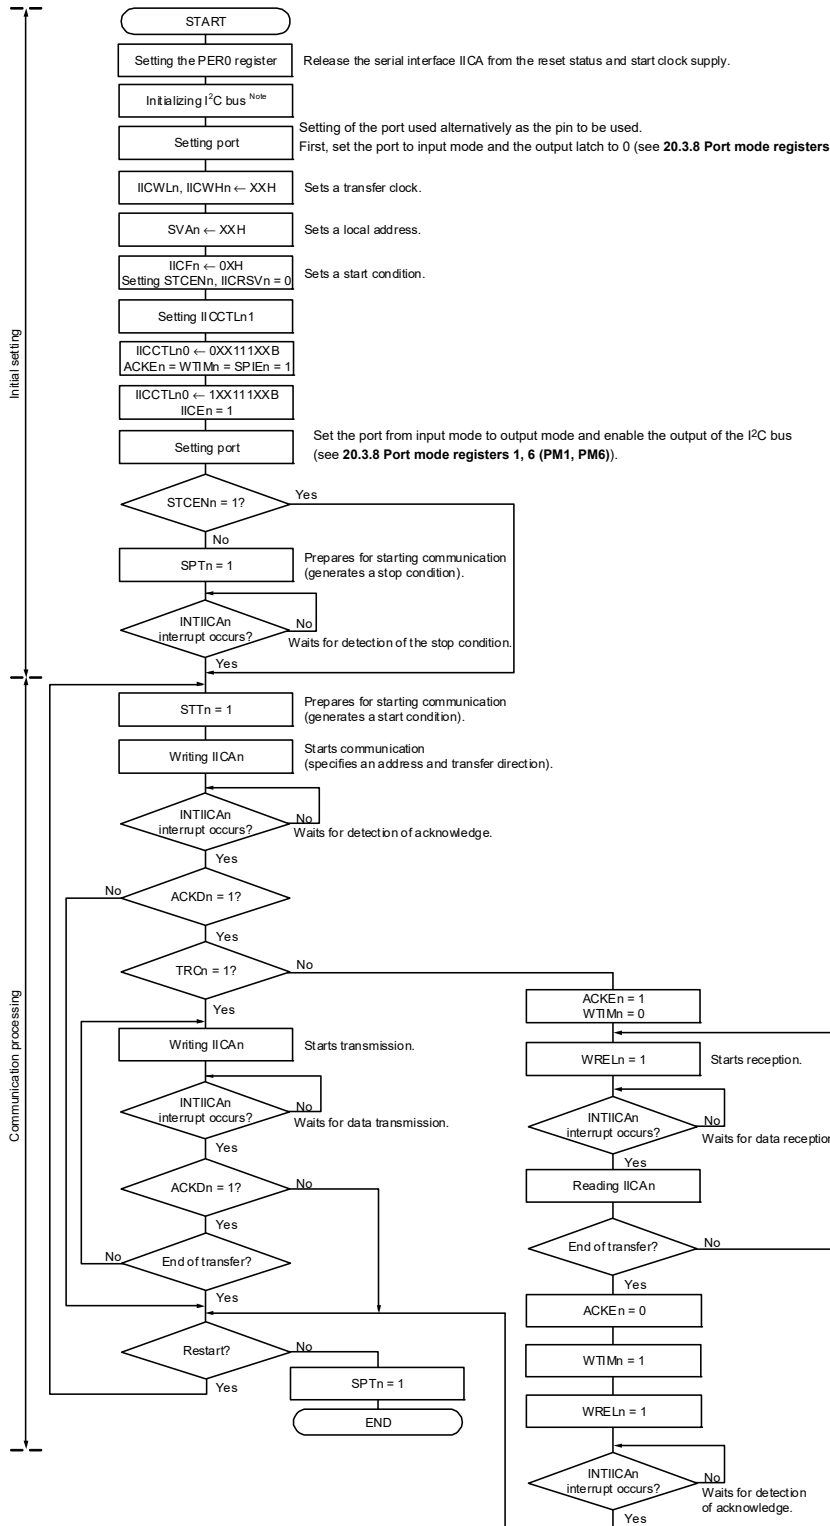 START
Setting the PER0 register
Release the serial interface IICA from the reset status and start clock supply.
Initializing I²C bus Note
Setting port
Setting of the port used alternatively as the pin to be used.
First, set the port to input mode and the output latch to 0 (see 20.3.8 Port mode registers
IICWLn, IICWHn ← XXH
Sets a transfer clock.
SVAn ← XXH
Sets a local address.
IICFn ← 0XH
Setting STCENn, IICRSVn = 0
Sets a start condition.
Setting IICCTLn1
IICCTLn0 ← 0XX111XXB
ACKEn = WTIMn = SPIEn = 1
IICCTLn0 ← 1XX111XXB
IICEn = 1
Setting port
Set the port from input mode to output mode and enable the output of the I²C bus
(see 20.3.8 Port mode registers 1, 6 (PM1, PM6)).
Initial setting
STCENn = 1?
Yes
No
SPTn = 1
Prepares for starting communication
(generates a stop condition).
INTIICAn
interrupt occurs?
No
Waits for detection of the stop condition.
Yes
STTn = 1
Prepares for starting communication
(generates a start condition).
Writing IICAn
Starts communication
(specifies an address and transfer direction).
INTIICAn
interrupt occurs?
No
Waits for detection of acknowledge.
Yes
No
ACKDn = 1?
Yes
TRCn = 1?
No
Yes
Communication processing
Writing IICAn
Starts transmission.
INTIICAn
interrupt occurs?
No
Waits for data transmission.
Yes
ACKDn = 1?
No
Yes
No
End of transfer?
Yes
Restart?
No
Yes
SPTn = 1
END
ACKEn = 1
WTIMn = 0
WRELn = 1
Starts reception.
INTIICAn
interrupt occurs?
No
Waits for data reception
Yes
Reading IICAn
End of transfer?
No
Yes
ACKEn = 0
WTIMn = 1
WRELn = 1
INTIICAn
interrupt occurs?
No
Waits for detection
of acknowledge.
Yes